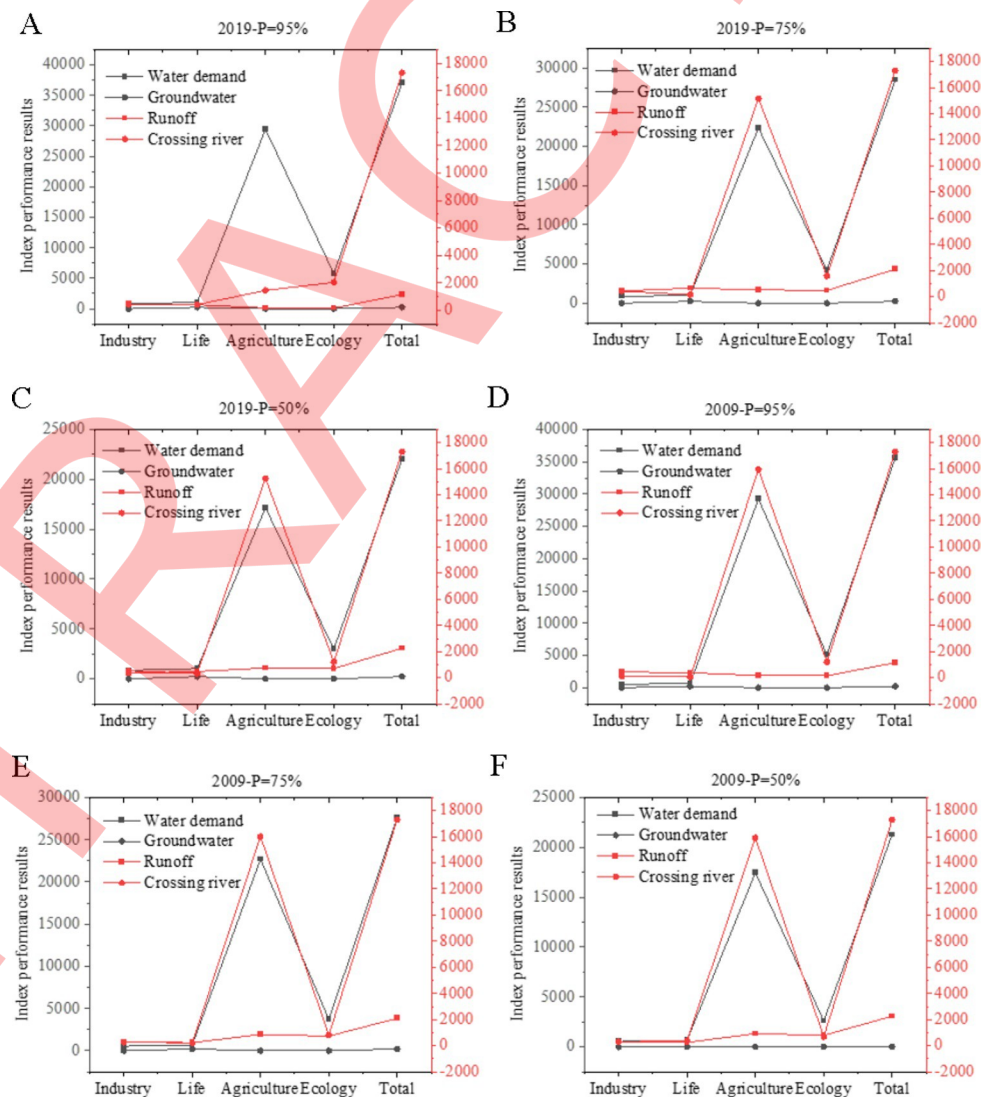 A
2019-P=95%
40000
35000
30000
25000
20000
15000
10000
5000
0
Index performance results
Water demand
Groundwater
Runoff
Crossing river
18000
16000
14000
12000
10000
8000
6000
4000
2000
0
Industry Life Agriculture Ecology Total
B
2019-P=75%
30000
25000
20000
15000
10000
5000
0
Index performance results
Water demand
Groundwater
Runoff
Crossing river
18000
16000
14000
12000
10000
8000
6000
4000
2000
0
-2000
Industry Life Agriculture Ecology Total
C
2019-P=50%
25000
20000
15000
10000
5000
0
Index performance results
Water demand
Groundwater
Runoff
Crossing river
18000
16000
14000
12000
10000
8000
6000
4000
2000
0
-2000
Industry Life Agriculture Ecology Total
D
2009-P=95%
40000
35000
30000
25000
20000
15000
10000
5000
0
Index performance results
Water demand
Groundwater
Runoff
Crossing river
18000
16000
14000
12000
10000
8000
6000
4000
2000
0
-2000
Industry Life Agriculture Ecology Total
E
2009-P=75%
30000
25000
20000
15000
10000
5000
0
Index performance results
Water demand
Groundwater
Runoff
Crossing river
18000
16000
14000
12000
10000
8000
6000
4000
2000
0
-2000
Industry Life Agriculture Ecology Total
F
2009-P=50%
25000
20000
15000
10000
5000
0
Index performance results
Water demand
Groundwater
Runoff
Crossing river
18000
16000
14000
12000
10000
8000
6000
4000
2000
0
-2000
Industry Life Agriculture Ecology Total